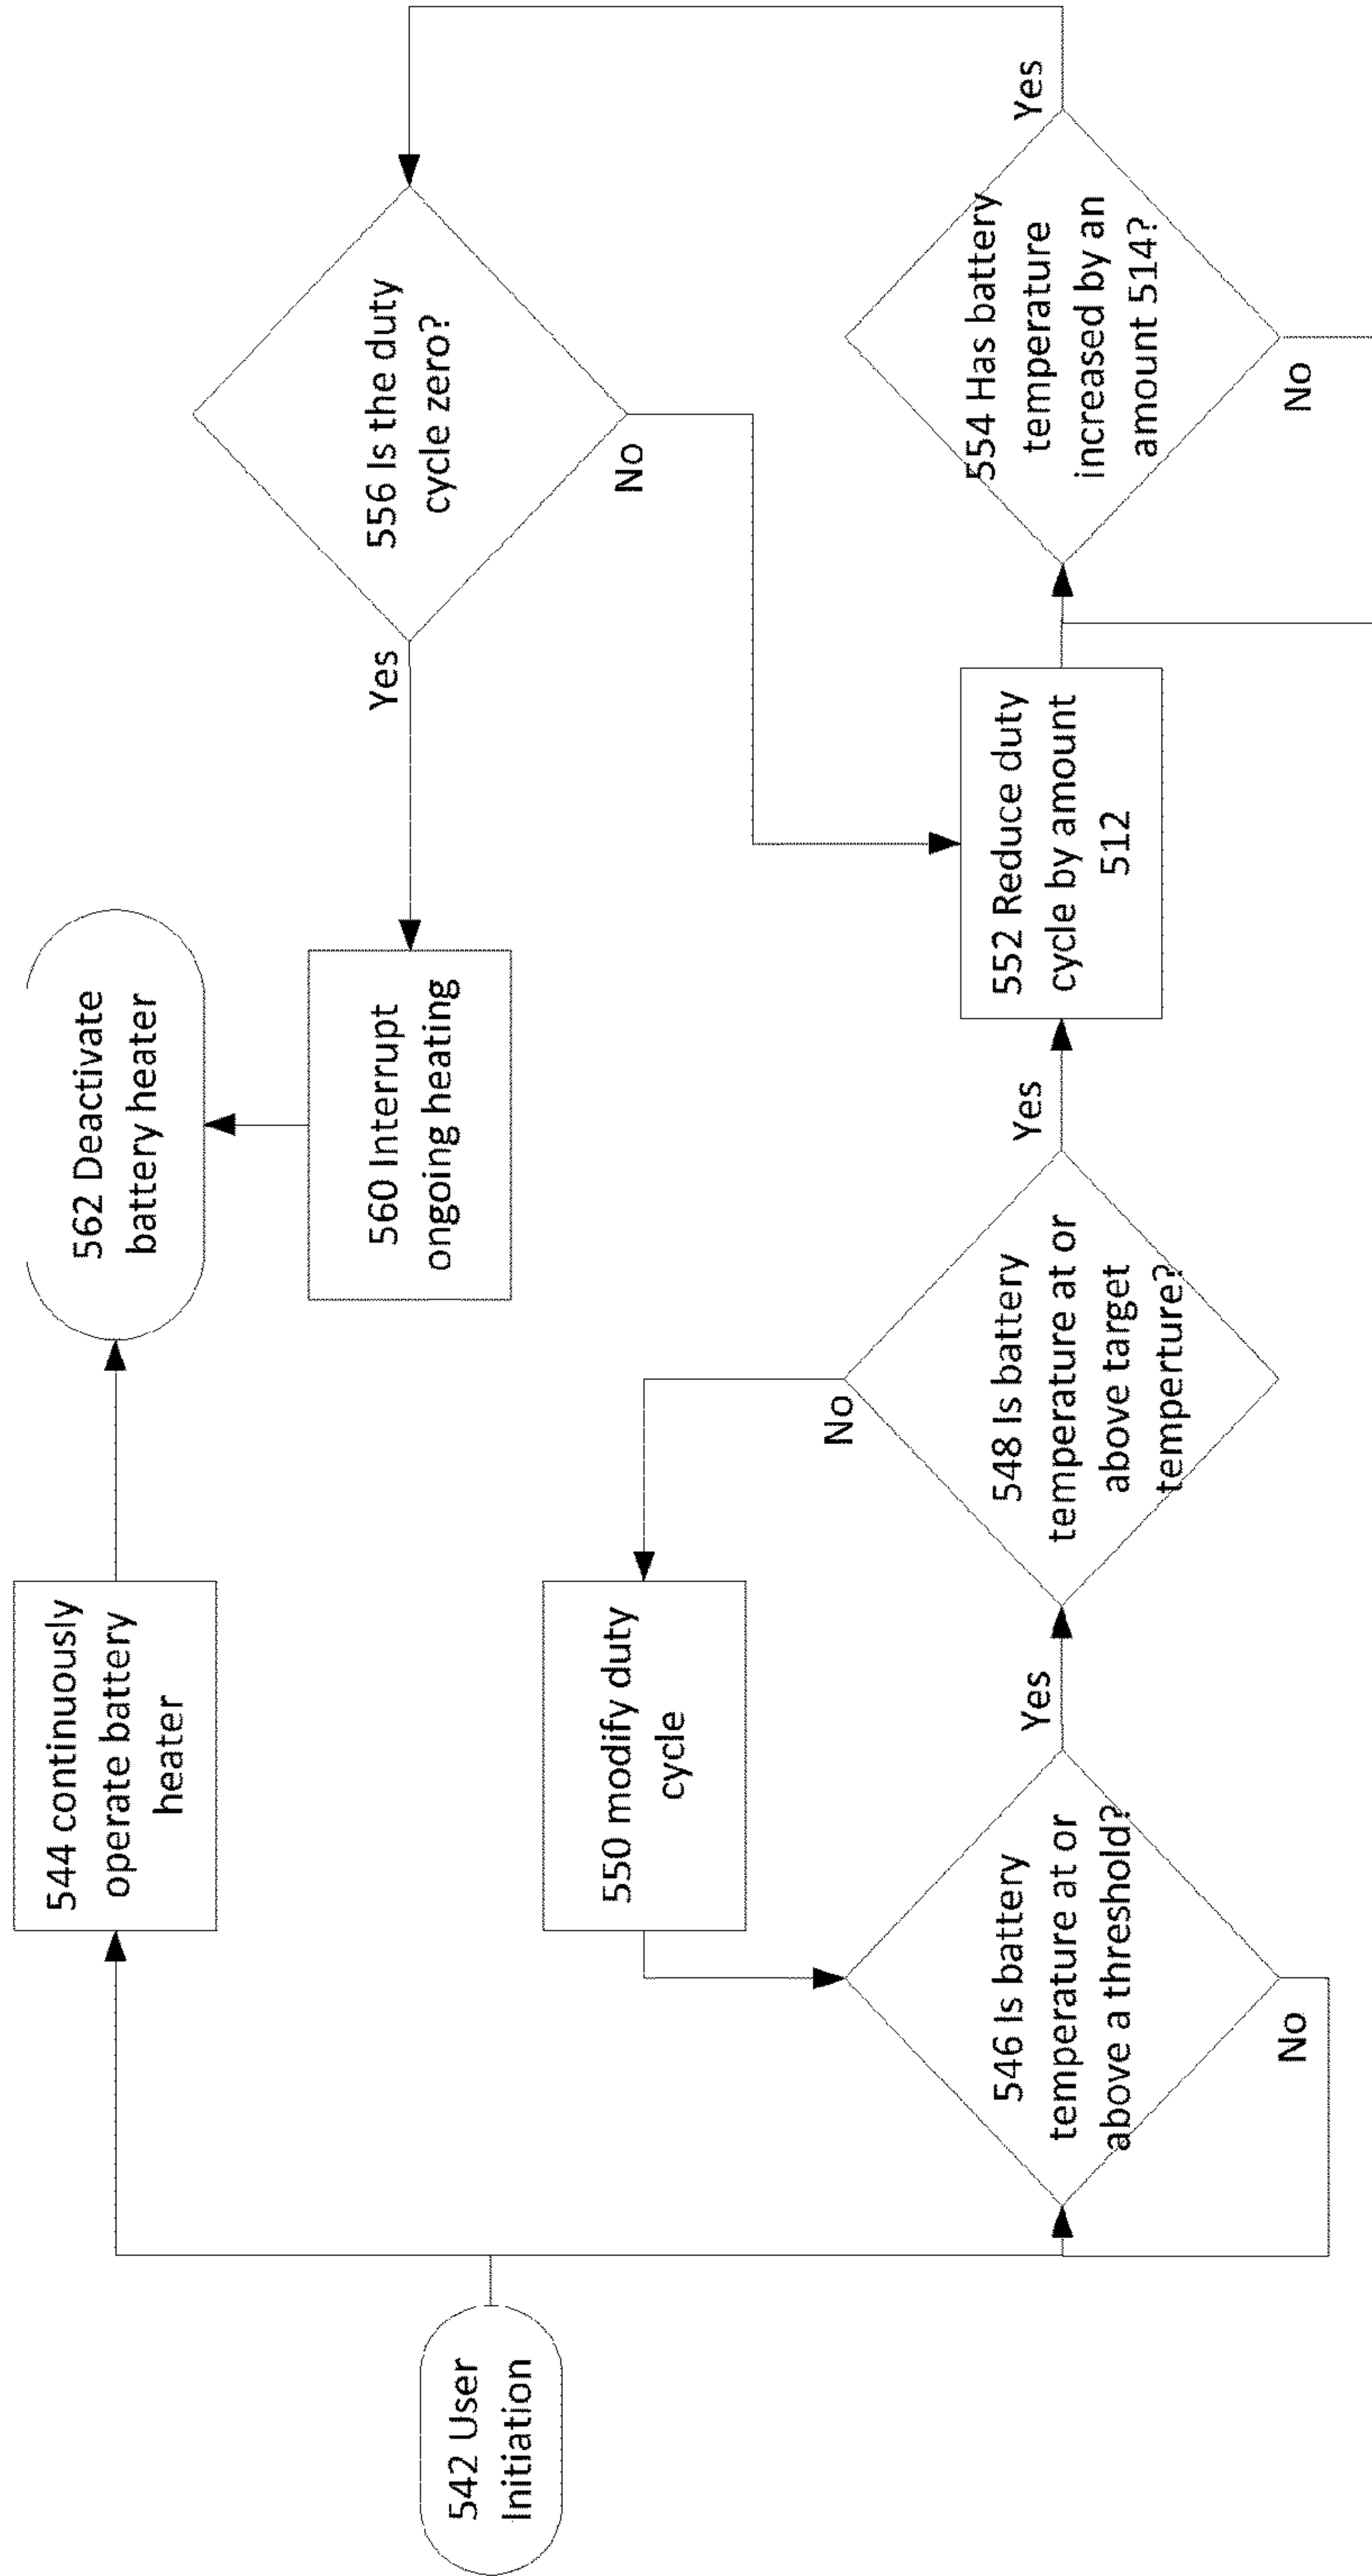 542 User
Initiation
544 continuously
operate battery
heater
562 Deactivate
battery heater
560 Interrupt
ongoing heating
Yes
556 Is the duty
cycle zero?
No
550 modify duty
cycle
546 Is battery
temperature at or
above a threshold?
No
Yes
548 Is battery
temperature at or
above target
temperture?
No
Yes
552 Reduce duty
cycle by amount
512
554 Has battery
temperature
increased by an
amount 514?
Yes
No